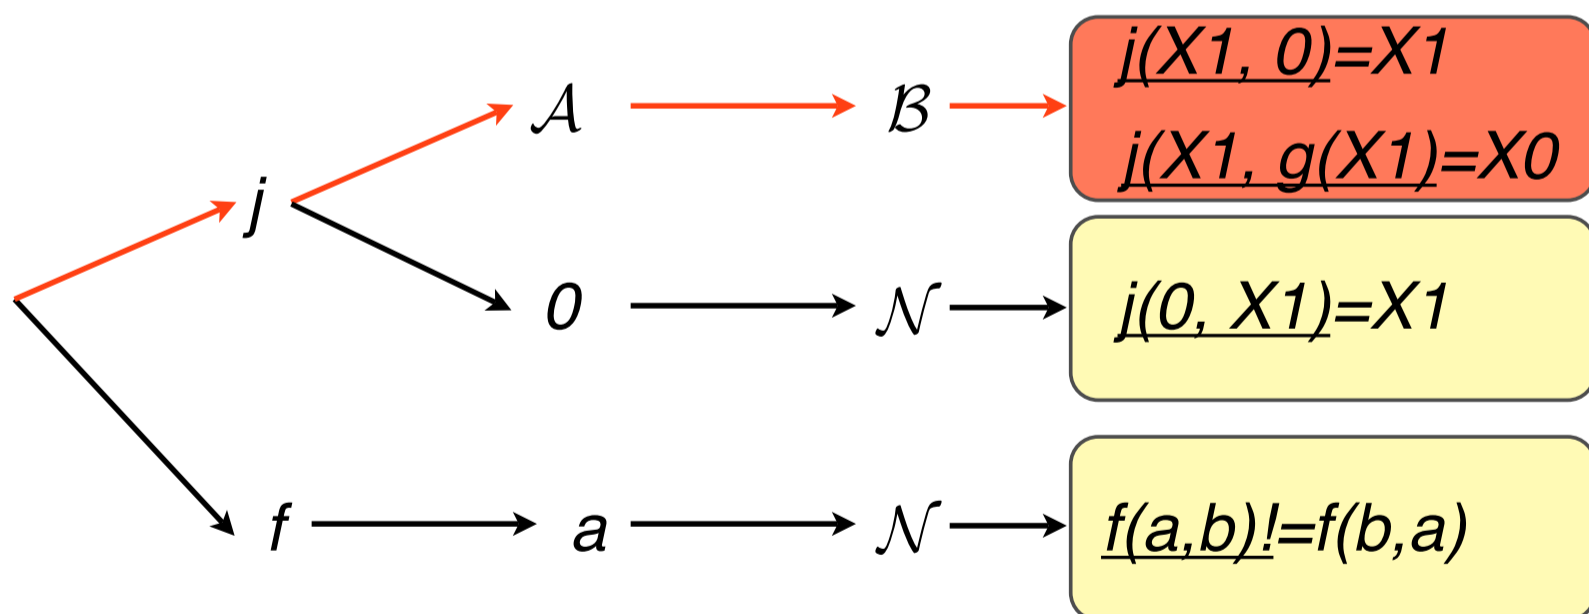 j(X1, 0)=X1
𝒜 ℬ
j(X1, g(X1)=X0
j
0 𝒩 j(0, X1)=X1
f a 𝒩 f(a,b)!=f(b,a)